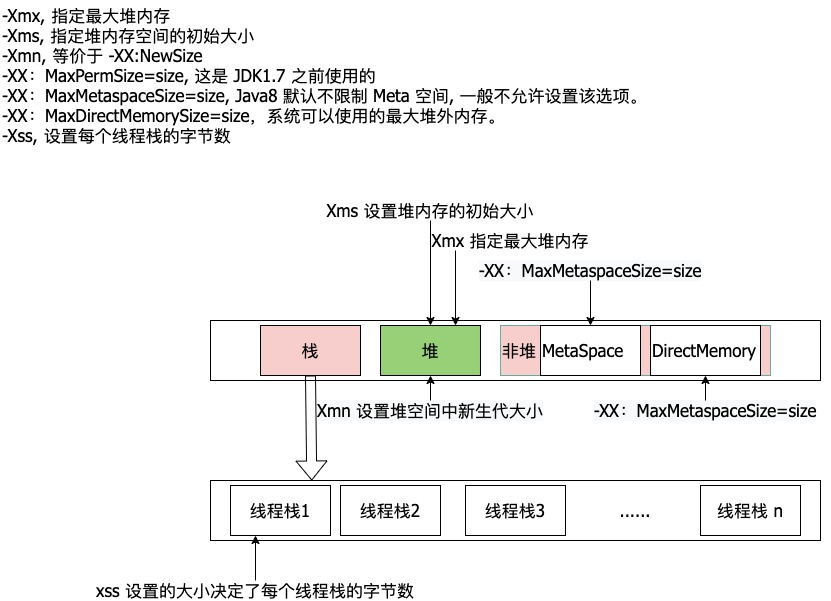 -Xmx, 指定最大堆内存
-Xms, 指定堆内存空间的初始大小
-Xmn, 等价于 -XX:NewSize
-XX：MaxPermSize=size, 这是 JDK1.7 之前使用的
-XX：MaxMetaspaceSize=size, Java8 默认不限制 Meta 空间, 一般不允许设置该选项。
-XX：MaxDirectMemorySize=size，系统可以使用的最大堆外内存。
-Xss, 设置每个线程栈的字节数
Xms 设置堆内存的初始大小
Xmx 指定最大堆内存
-XX：MaxMetaspaceSize=size
栈 堆 非堆 MetaSpace DirectMemory
Xmn 设置堆空间中新生代大小 -XX：MaxMetaspaceSize=size
线程栈1 线程栈2 线程栈3 ...... 线程栈 n
xss 设置的大小决定了每个线程栈的字节数